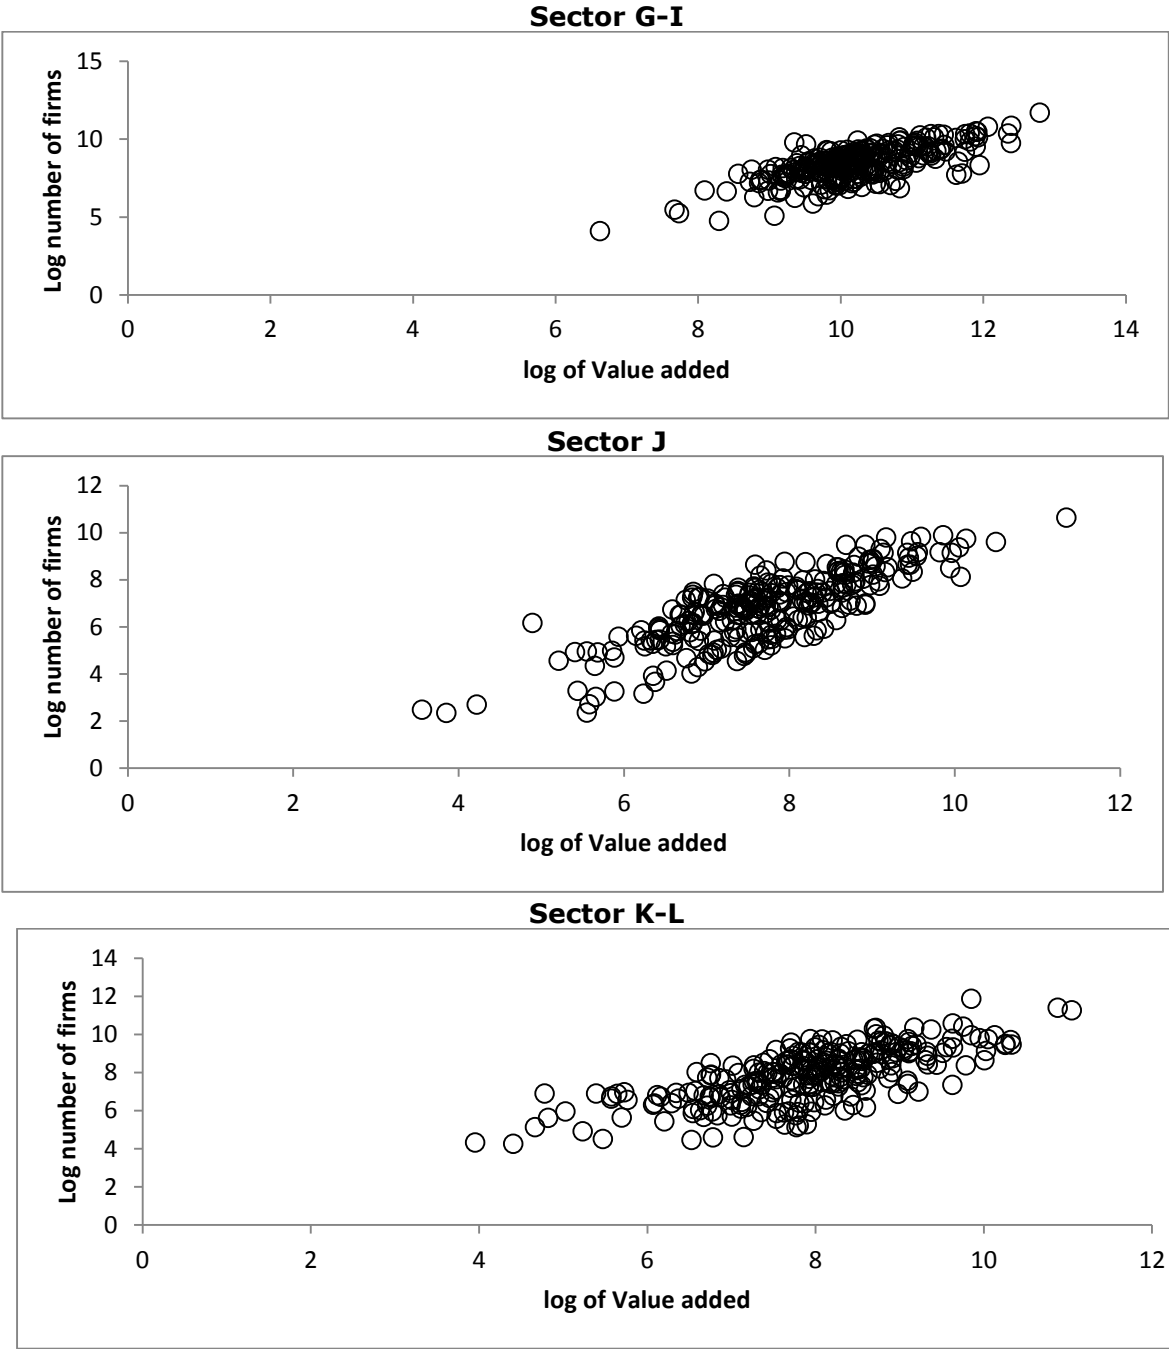 Sector G-I
Log number of firms
15
10
5
0
0 2 4 6 8 10 12 14
log of Value added
Sector J
Log number of firms
12
10
8
6
4
2
0
0 2 4 6 8 10 12
log of Value added
Sector K-L
Log number of firms
14
12
10
8
6
4
2
0
0 2 4 6 8 10 12
log of Value added